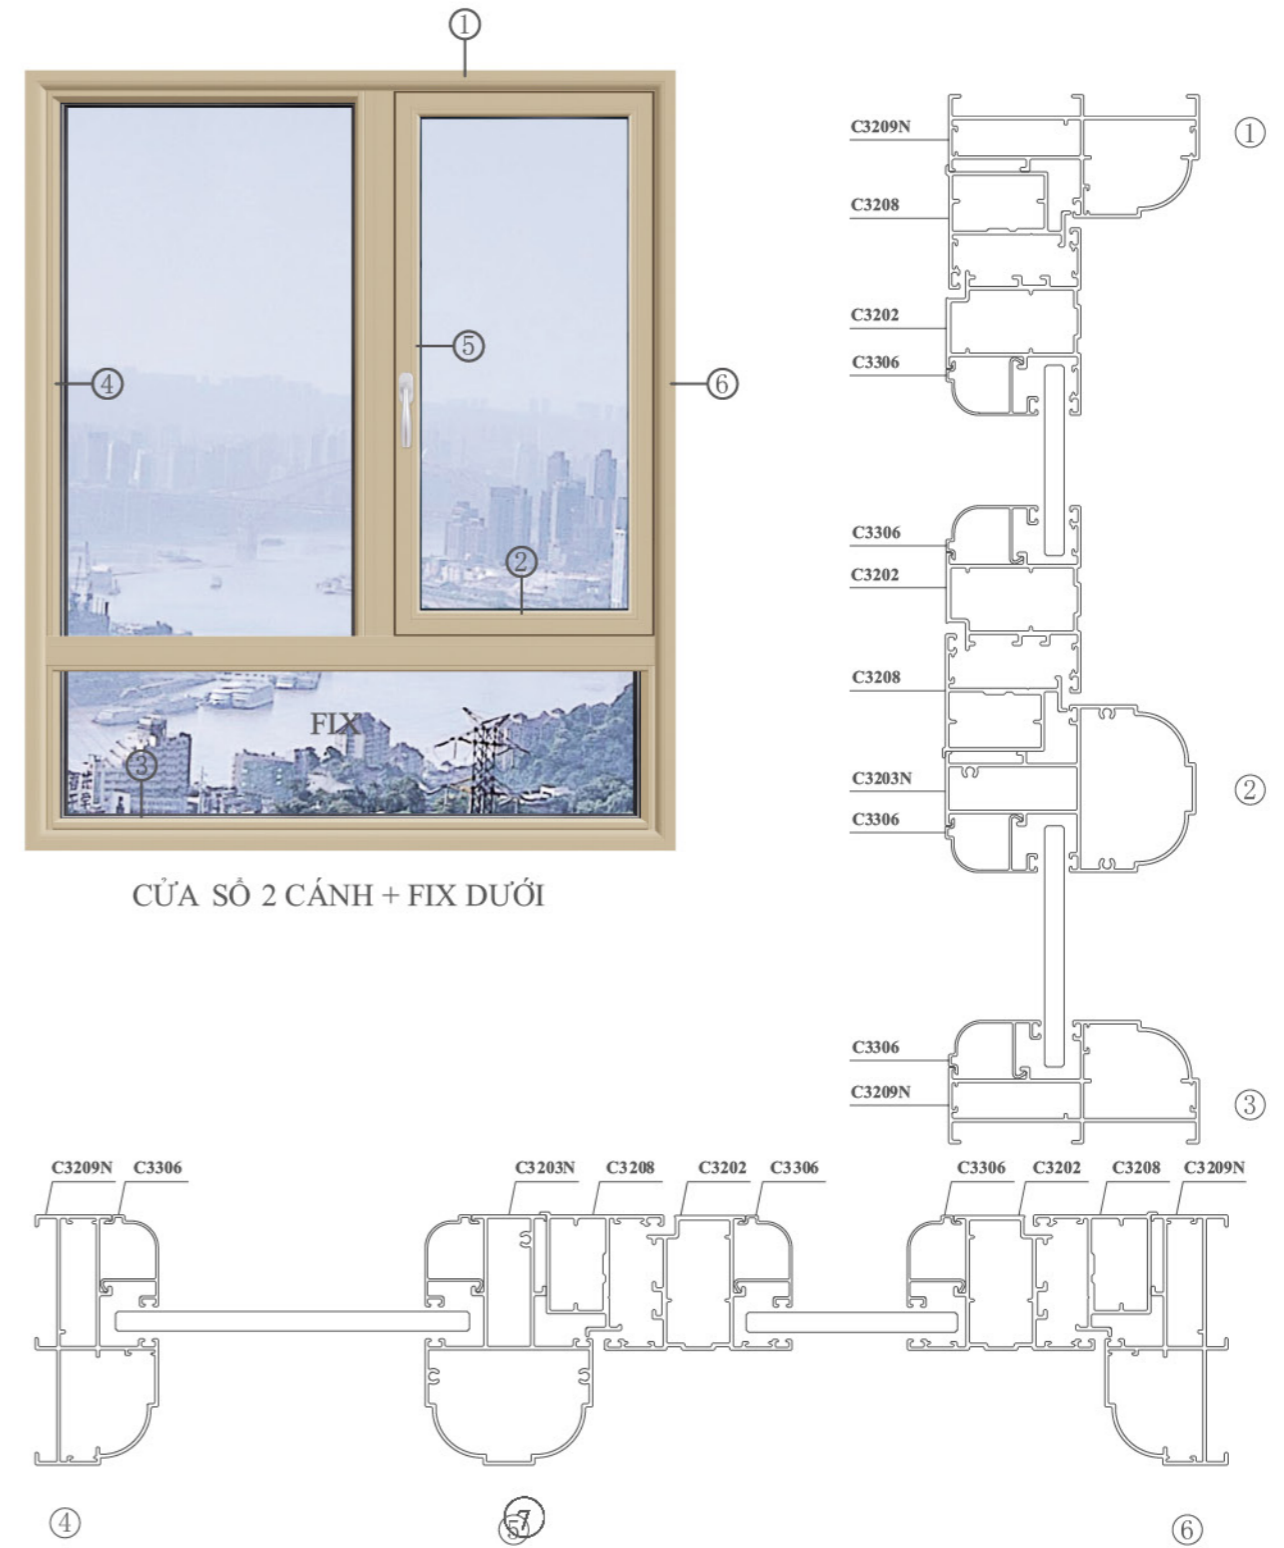 ①
④
⑤
⑥
②
FIX
③
CỬA SỔ 2 CÁNH + FIX DƯỚI
C3209N
①
C3208
C3202
C3306
C3306
C3202
C3208
C3203N
②
C3306
C3306
C3209N
③
C3209N C3306 C3203N C3208 C3202 C3306 C3306 C3202 C3208 C3209N
④ ⑤ ⑦ ⑥